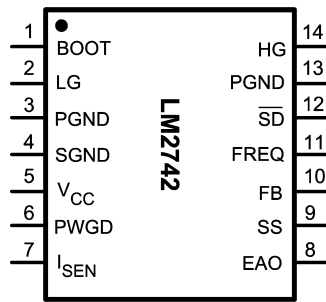 1 BOOT HG 14
2 LG PGND 13
3 PGND S̅D̅ 12
4 SGND FREQ 11
5 VCC FB 10
6 PWGD SS 9
7 ISEN EAO 8
LM2742